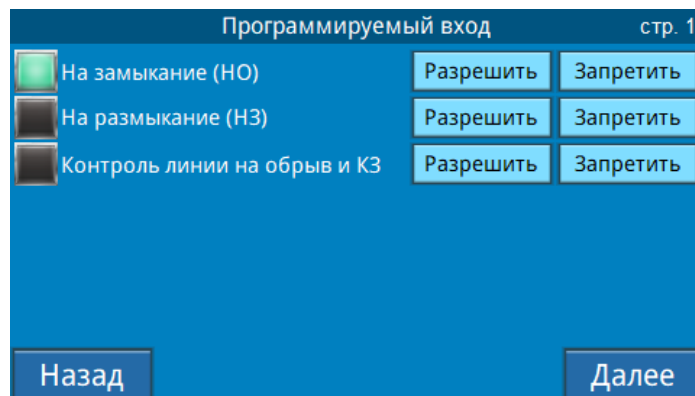 Программируемый вход стр. 1
На замыкание (НО) Разрешить Запретить
На размыкание (НЗ) Разрешить Запретить
Контроль линии на обрыв и КЗ Разрешить Запретить
Назад Далее